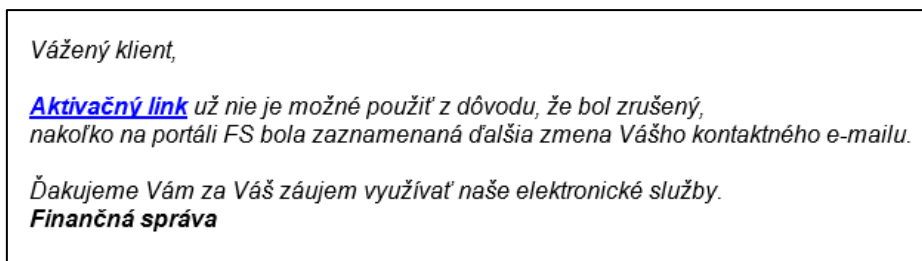 Vážený klient,
Aktivačný link už nie je možné použiť z dôvodu, že bol zrušený,
nakoľko na portáli FS bola zaznamenaná ďalšia zmena Vášho kontaktného e-mailu.
Ďakujeme Vám za Váš záujem využívať naše elektronické služby.
Finančná správa